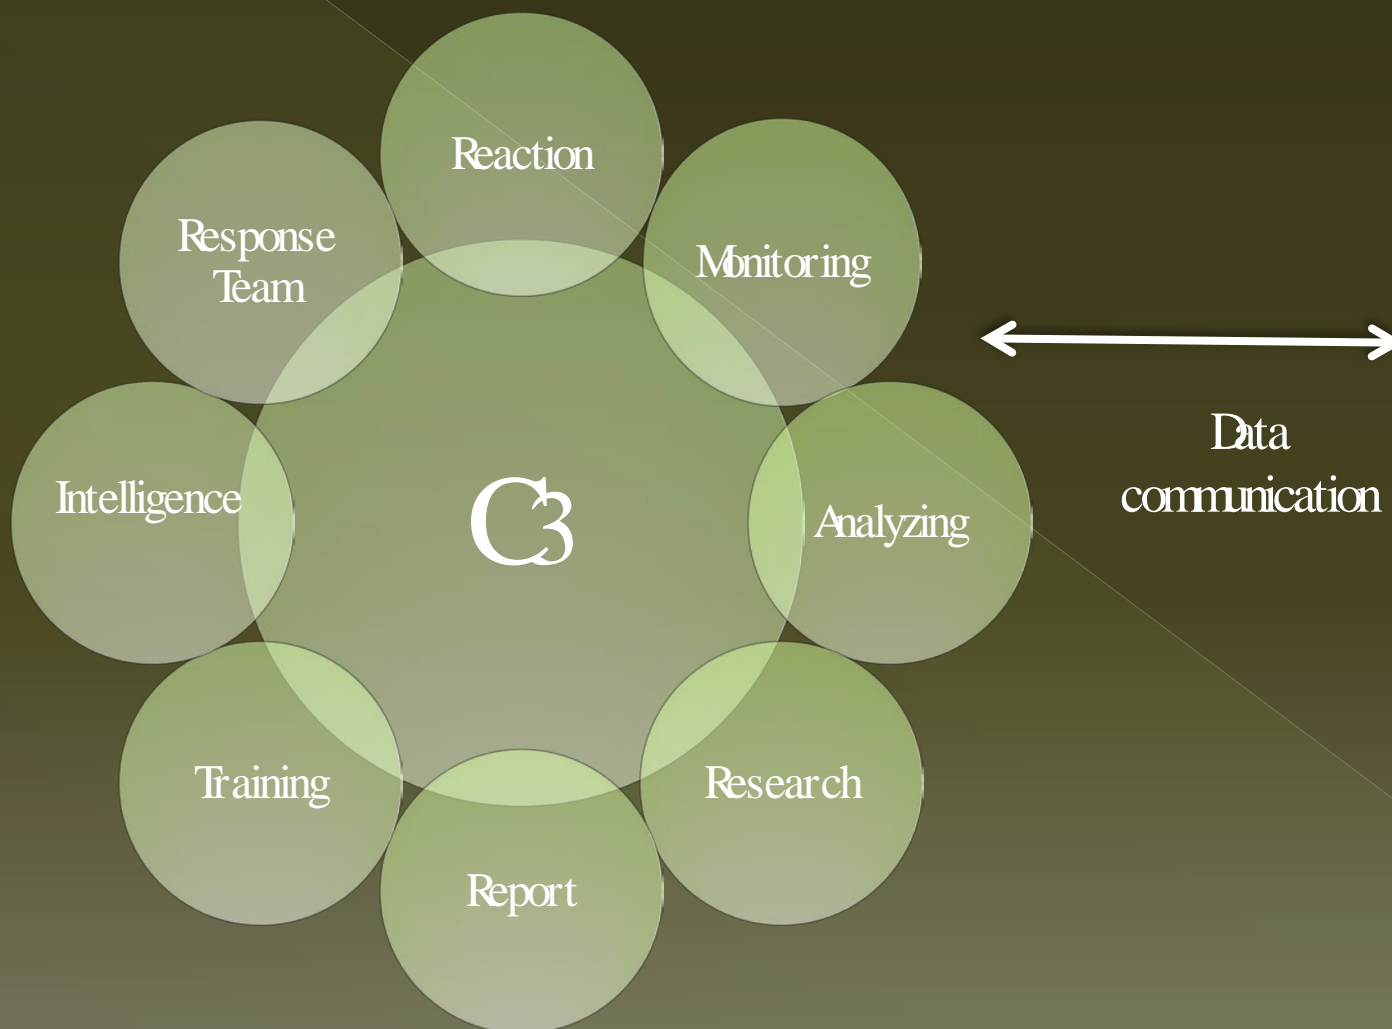 Reaction
Monitoring
Response
Team
Data
communication
Intelligence
C3
Analyzing
Training
Research
Report